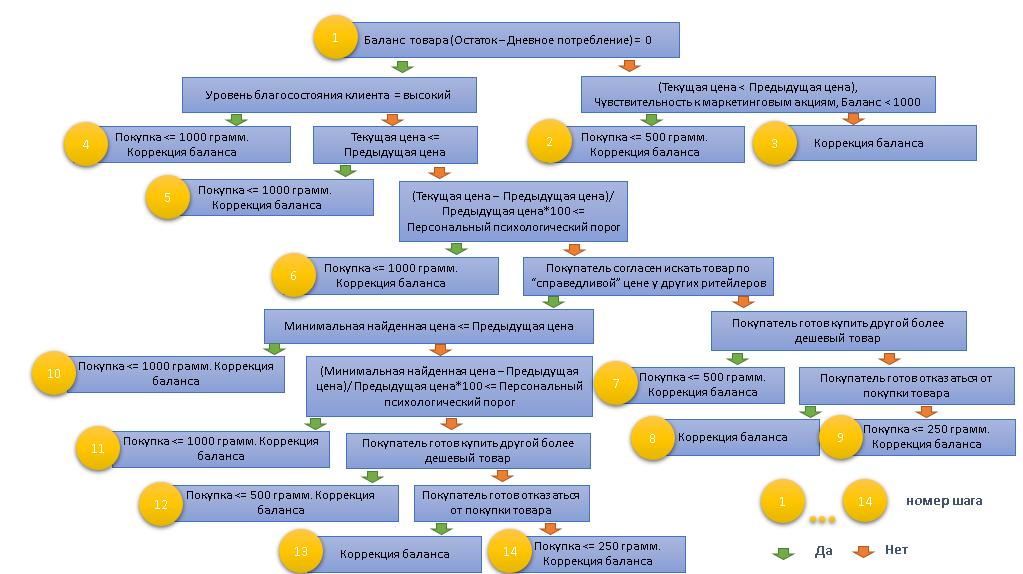 1
Баланс товара (Остаток – Дневное потребление) = 0
Уровень благосостояния клиента = высокий
(Текущая цена < Предыдущая цена),
Чувствительность к маркетинговым акциям, Баланс < 1000
4
Покупка <= 1000 грамм.
Коррекция баланса
Текущая цена <=
Предыдущая цена
2
Покупка <= 500 грамм.
Коррекция баланса
3
Коррекция баланса
5
Покупка <= 1000 грамм.
Коррекция баланса
(Текущая цена – Предыдущая цена)/
Предыдущая цена*100 <=
Персональный психологический порог
6
Покупка <= 1000 грамм.
Коррекция баланса
Покупатель согласен искать товар по
“справедливой” цене у других ритейлеров
Минимальная найденная цена <= Предыдущая цена
Покупатель готов купить другой более
дешевый товар
10
Покупка <= 1000 грамм. Коррекция
баланса
(Минимальная найденная цена – Предыдущая
цена)/ Предыдущая цена*100 <= Персональный
психологический порог
7
Покупка <= 500 грамм.
Коррекция баланса
Покупатель готов отказаться от
покупки товара
11
Покупка <= 1000 грамм. Коррекция
баланса
Покупатель готов купить другой более
дешевый товар
8
Коррекция баланса
9
Покупка <= 250 грамм.
Коррекция баланса
12
Покупка <= 500 грамм. Коррекция
баланса
Покупатель готов отказаться
от покупки товара
13
Коррекция баланса
14
Покупка <= 250 грамм.
Коррекция баланса
1 ... 14 номер шага
Да Нет